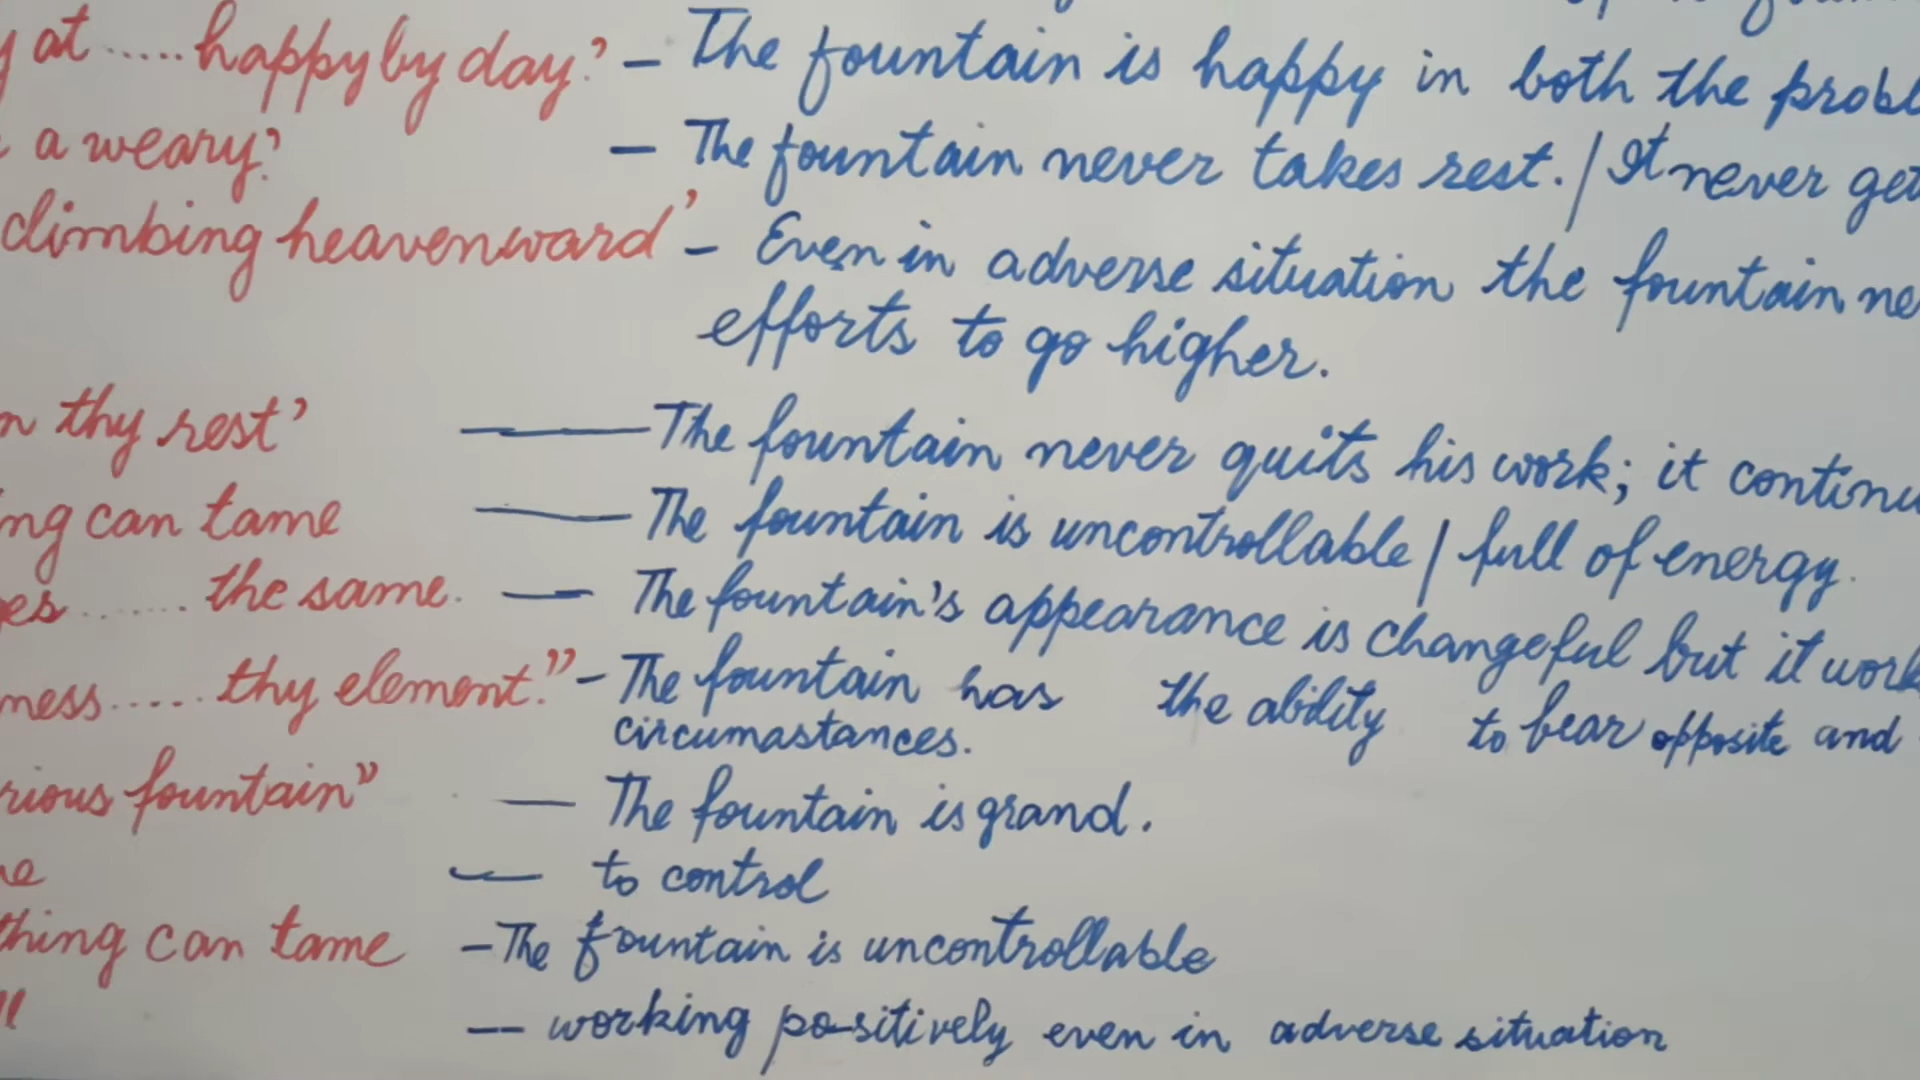 at ..... happy by day.' – The fountain is happy in both the probl
a weary.' – The fountain never takes rest. / It never get
climbing heavenward' – Even in adverse situation the fountain ne
efforts to go higher.
n thy rest' — The fountain never quits his work; it continu
ng can tame — The fountain is uncontrollable / full of energy.
es ...... the same. — The fountain's appearance is changeful but it work
ness ..... thy element." – The fountain has the ability to bear opposite and
circumastances.
rious fountain" — The fountain is grand.
e — to control
thing can tame – The fountain is uncontrollable
ll — working positively even in adverse situation